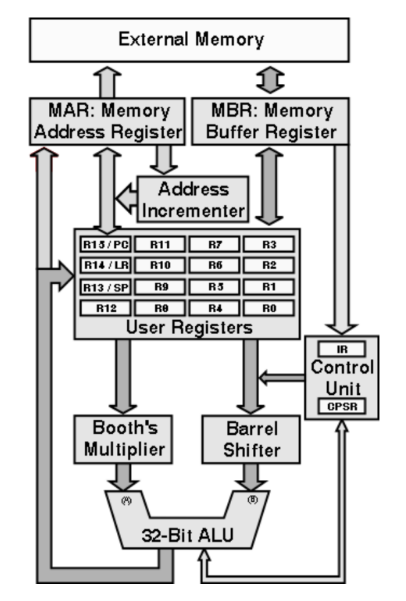 External Memory
MAR: Memory
Address Register
MBR: Memory
Buffer Register
Address
Incrementer
R15 / PC R11 R7 R3
R14 / LR R10 R6 R2
R13 / SP R9 R5 R1
R12 R8 R4 R0
User Registers
IR
Control
Unit
CPSR
Booth's
Multiplier
Barrel
Shifter
(A) (B)
32-Bit ALU